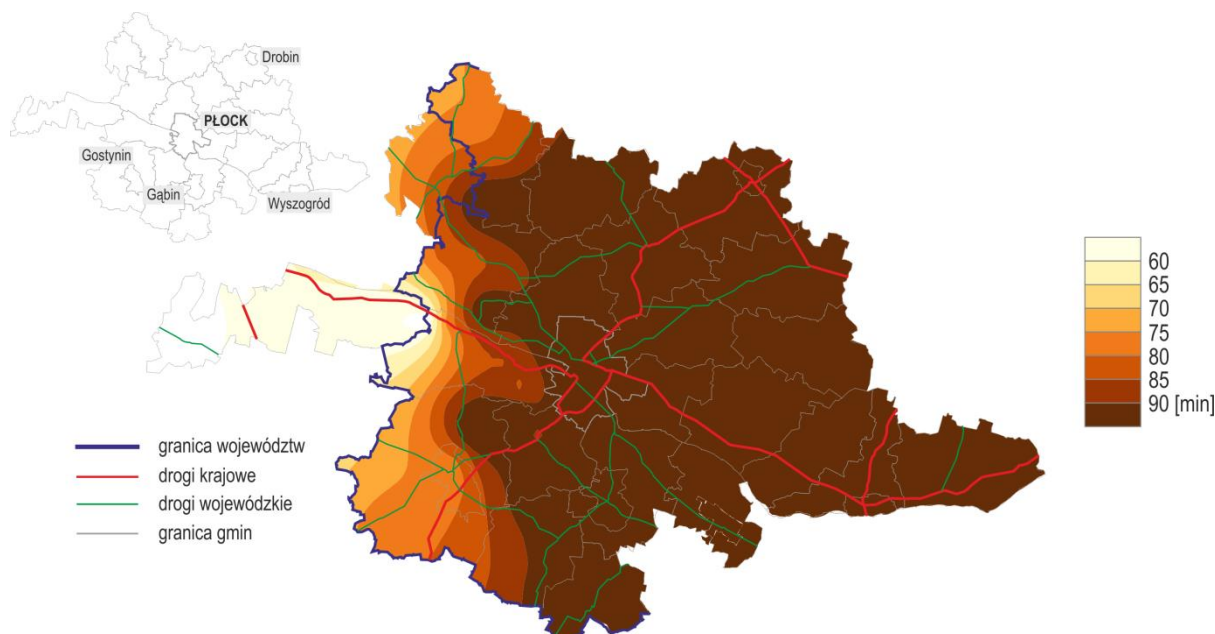 Drobin
PŁOCK
Gostynin
Gąbin
Wyszogród
60
65
70
75
80
85
90 [min]
granica województw
drogi krajowe
drogi wojewódzkie
granica gmin